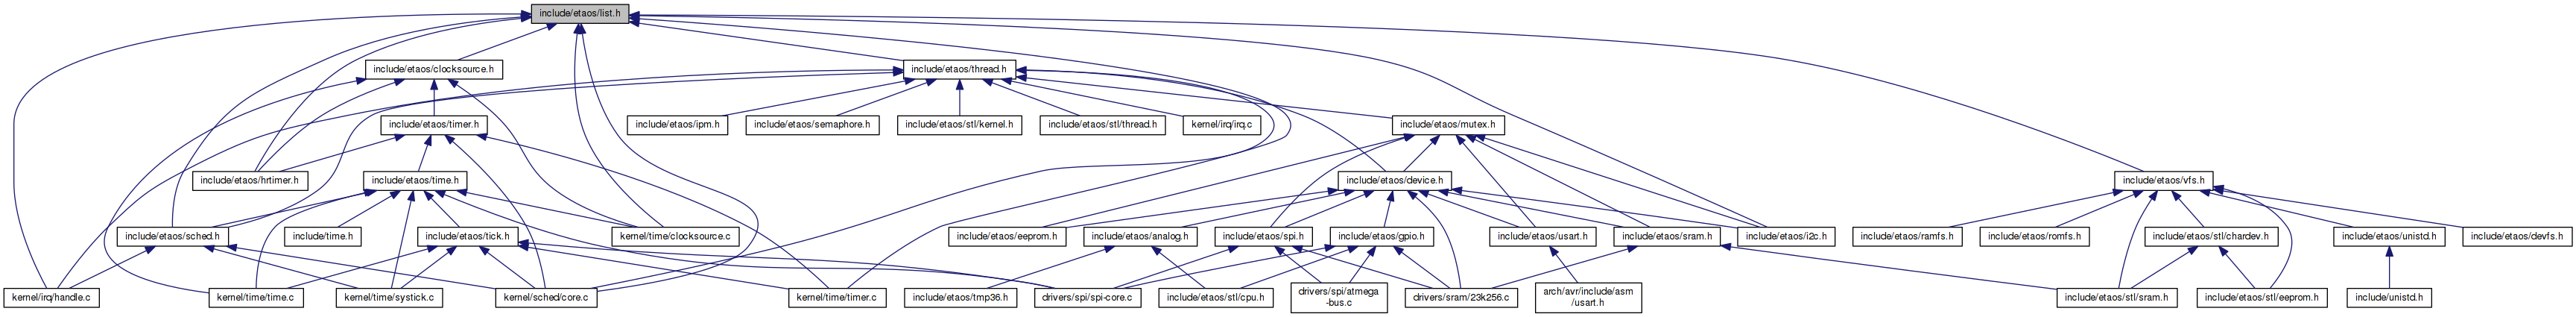 include/etaos/list.h
include/etaos/clocksource.h
include/etaos/thread.h
include/etaos/timer.h
include/etaos/ipm.h
include/etaos/semaphore.h
include/etaos/stl/kernel.h
include/etaos/stl/thread.h
kernel/irq/irq.c
include/etaos/mutex.h
include/etaos/hrtimer.h
include/etaos/time.h
include/etaos/device.h
include/etaos/vfs.h
include/etaos/sched.h
include/time.h
include/etaos/tick.h
kernel/time/clocksource.c
include/etaos/eeprom.h
include/etaos/analog.h
include/etaos/spi.h
include/etaos/gpio.h
include/etaos/usart.h
include/etaos/sram.h
include/etaos/i2c.h
include/etaos/ramfs.h
include/etaos/romfs.h
include/etaos/stl/chardev.h
include/etaos/unistd.h
include/etaos/devfs.h
kernel/irq/handle.c
kernel/time/time.c
kernel/time/systick.c
kernel/sched/core.c
kernel/time/timer.c
include/etaos/tmp36.h
drivers/spi/spi-core.c
include/etaos/stl/cpu.h
drivers/spi/atmega
-bus.c
drivers/sram/23k256.c
arch/avr/include/asm
/usart.h
include/etaos/stl/sram.h
include/etaos/stl/eeprom.h
include/unistd.h